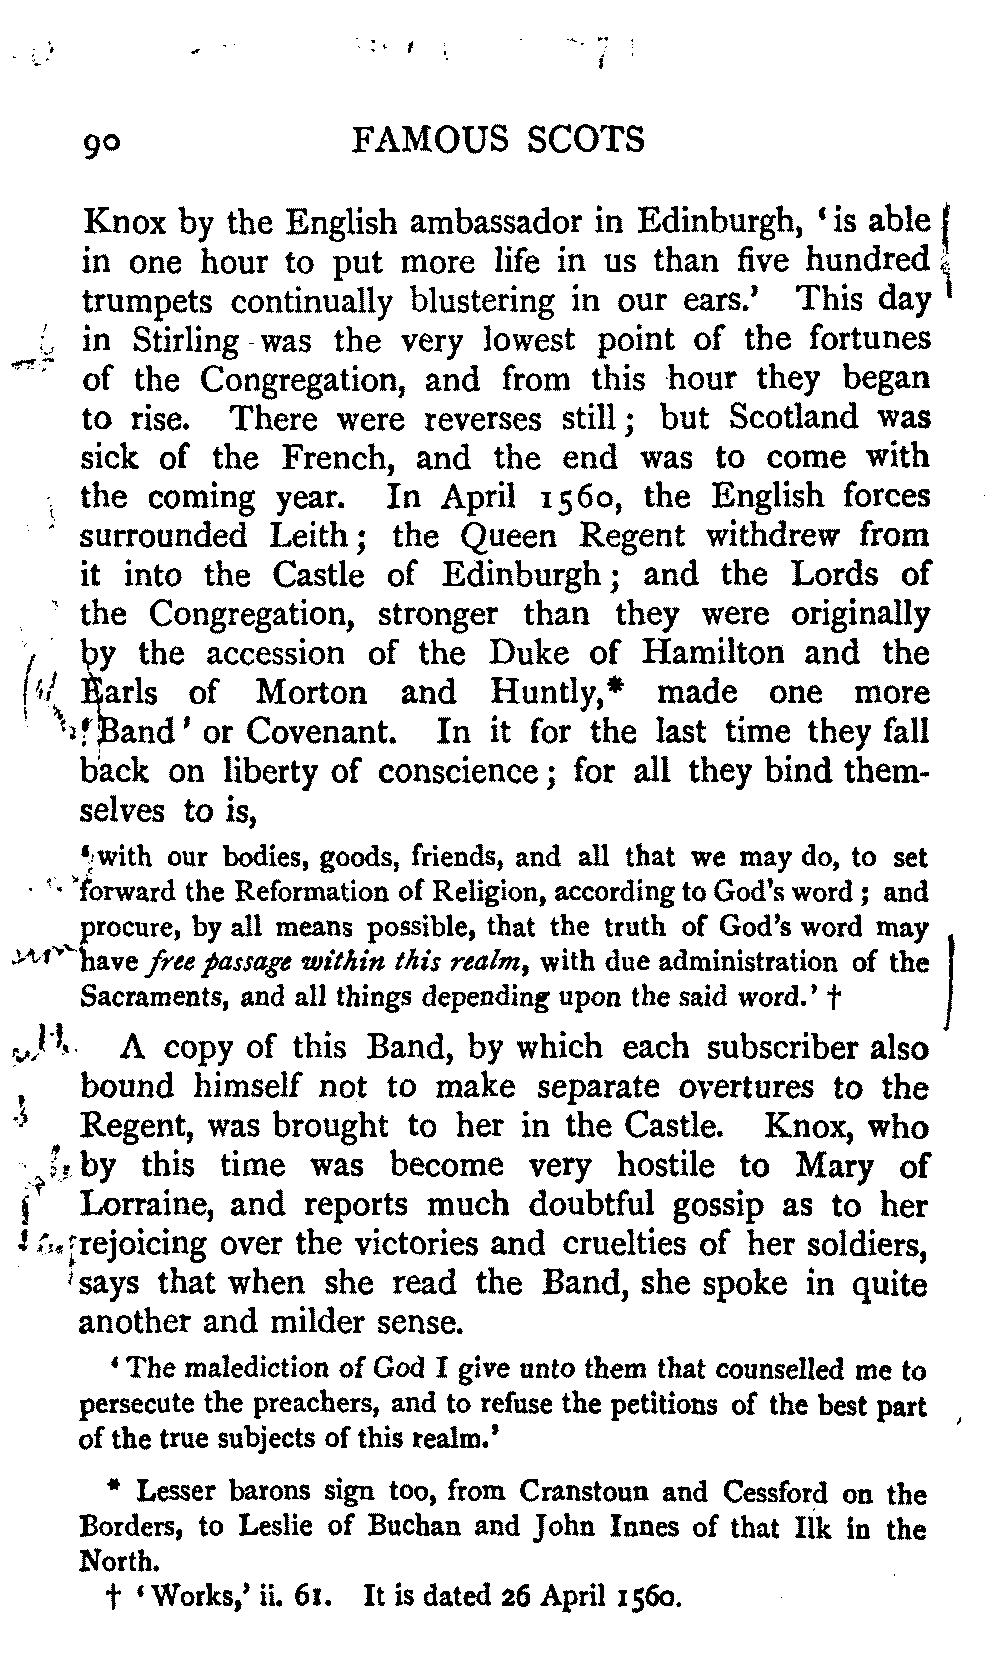 90 FAMOUS SCOTS
Knox by the English ambassador in Edinburgh, ‘is able
in one hour to put more life in us than five hundred
trumpets continually blustering in our ears.’ This day
in Stirling was the very lowest point of the fortunes
of the Congregation, and from this hour they began
to rise. There were reverses still; but Scotland was
sick of the French, and the end was to come with
the coming year. In April 1560, the English forces
surrounded Leith; the Queen Regent withdrew from
it into the Castle of Edinburgh; and the Lords of
the Congregation, stronger than they were originally
by the accession of the Duke of Hamilton and the
Earls of Morton and Huntly,* made one more
‘Band’ or Covenant. In it for the last time they fall
back on liberty of conscience; for all they bind them-
selves to is,
‘with our bodies, goods, friends, and all that we may do, to set
forward the Reformation of Religion, according to God’s word; and
procure, by all means possible, that the truth of God’s word may
have free passage within this realm, with due administration of the
Sacraments, and all things depending upon the said word.’ †
A copy of this Band, by which each subscriber also
bound himself not to make separate overtures to the
Regent, was brought to her in the Castle. Knox, who
by this time was become very hostile to Mary of
Lorraine, and reports much doubtful gossip as to her
rejoicing over the victories and cruelties of her soldiers,
says that when she read the Band, she spoke in quite
another and milder sense.
‘The malediction of God I give unto them that counselled me to
persecute the preachers, and to refuse the petitions of the best part
of the true subjects of this realm.’
* Lesser barons sign too, from Cranstoun and Cessford on the
Borders, to Leslie of Buchan and John Innes of that Ilk in the
North.
† ‘Works,’ ii. 61. It is dated 26 April 1560.